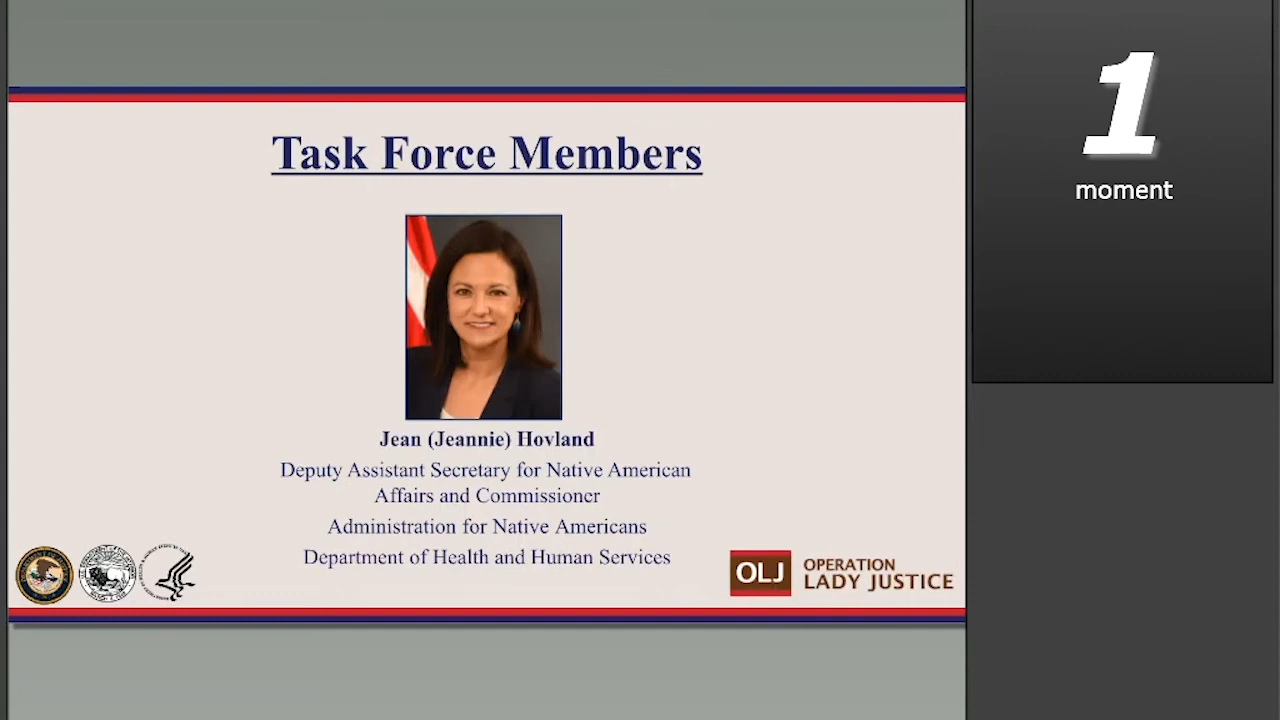 Task Force Members
Jean (Jeannie) Hovland
Deputy Assistant Secretary for Native American
Affairs and Commissioner
Administration for Native Americans
Department of Health and Human Services
OLJ
OPERATION
LADY JUSTICE
1
moment